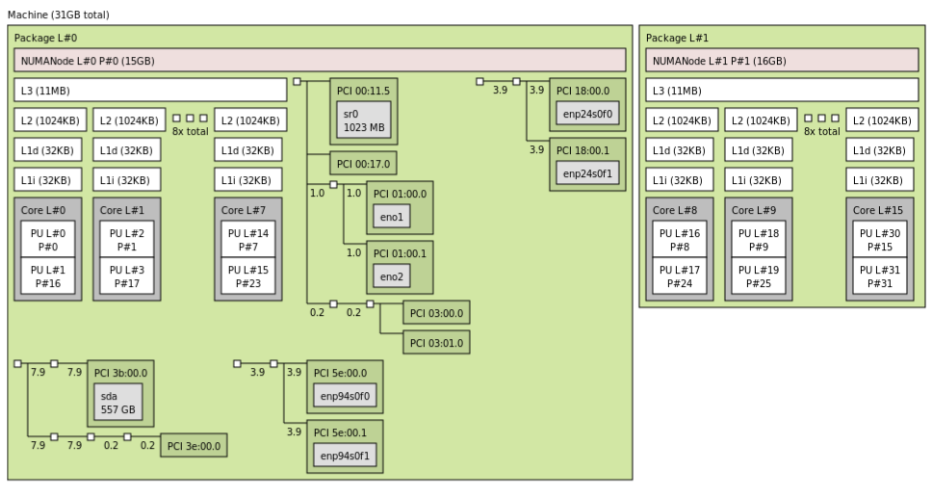 Machine (31GB total)
Package L#0
NUMANode L#0 P#0 (15GB)
L3 (11MB)
L2 (1024KB)
L2 (1024KB)
8x total
L2 (1024KB)
L1d (32KB)
L1d (32KB)
L1d (32KB)
L1i (32KB)
L1i (32KB)
L1i (32KB)
Core L#0
PU L#0
P#0
PU L#1
P#16
Core L#1
PU L#2
P#1
PU L#3
P#17
Core L#7
PU L#14
P#7
PU L#15
P#23
PCI 00:11.5
sr0
1023 MB
PCI 00:17.0
1.0
1.0
PCI 01:00.0
eno1
1.0
PCI 01:00.1
eno2
0.2
0.2
PCI 03:00.0
PCI 03:01.0
3.9
3.9
PCI 18:00.0
enp24s0f0
3.9
PCI 18:00.1
enp24s0f1
7.9
7.9
PCI 3b:00.0
sda
557 GB
7.9
7.9
0.2
0.2
PCI 3e:00.0
3.9
3.9
PCI 5e:00.0
enp94s0f0
3.9
PCI 5e:00.1
enp94s0f1
Package L#1
NUMANode L#1 P#1 (16GB)
L3 (11MB)
L2 (1024KB)
L2 (1024KB)
8x total
L2 (1024KB)
L1d (32KB)
L1d (32KB)
L1d (32KB)
L1i (32KB)
L1i (32KB)
L1i (32KB)
Core L#8
PU L#16
P#8
PU L#17
P#24
Core L#9
PU L#18
P#9
PU L#19
P#25
Core L#15
PU L#30
P#15
PU L#31
P#31